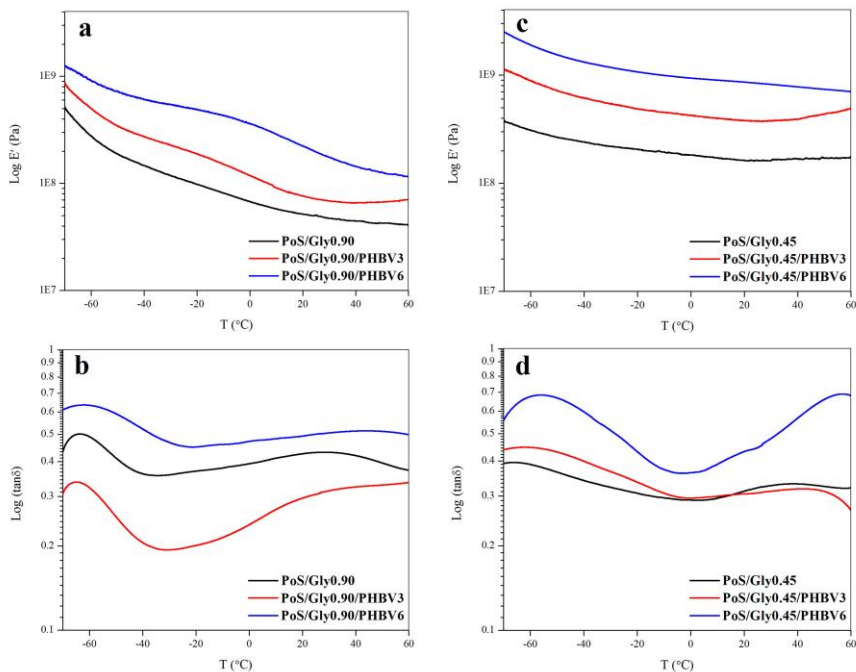 a
Log E' (Pa)
1E9
1E8
1E7
-60
-40
-20
0
20
40
60
T (°C)
PoS/Gly0.90
PoS/Gly0.90/PHBV3
PoS/Gly0.90/PHBV6
c
Log E' (Pa)
1E9
1E8
1E7
-60
-40
-20
0
20
40
60
T (°C)
PoS/Gly0.45
PoS/Gly0.45/PHBV3
PoS/Gly0.45/PHBV6
b
Log (tanδ)
1
0.9
0.8
0.7
0.6
0.5
0.4
0.3
0.2
0.1
-60
-40
-20
0
20
40
60
T (°C)
PoS/Gly0.90
PoS/Gly0.90/PHBV3
PoS/Gly0.90/PHBV6
d
Log (tanδ)
1
0.9
0.8
0.7
0.6
0.5
0.4
0.3
0.2
0.1
-60
-40
-20
0
20
40
60
T (°C)
PoS/Gly0.45
PoS/Gly0.45/PHBV3
PoS/Gly0.45/PHBV6